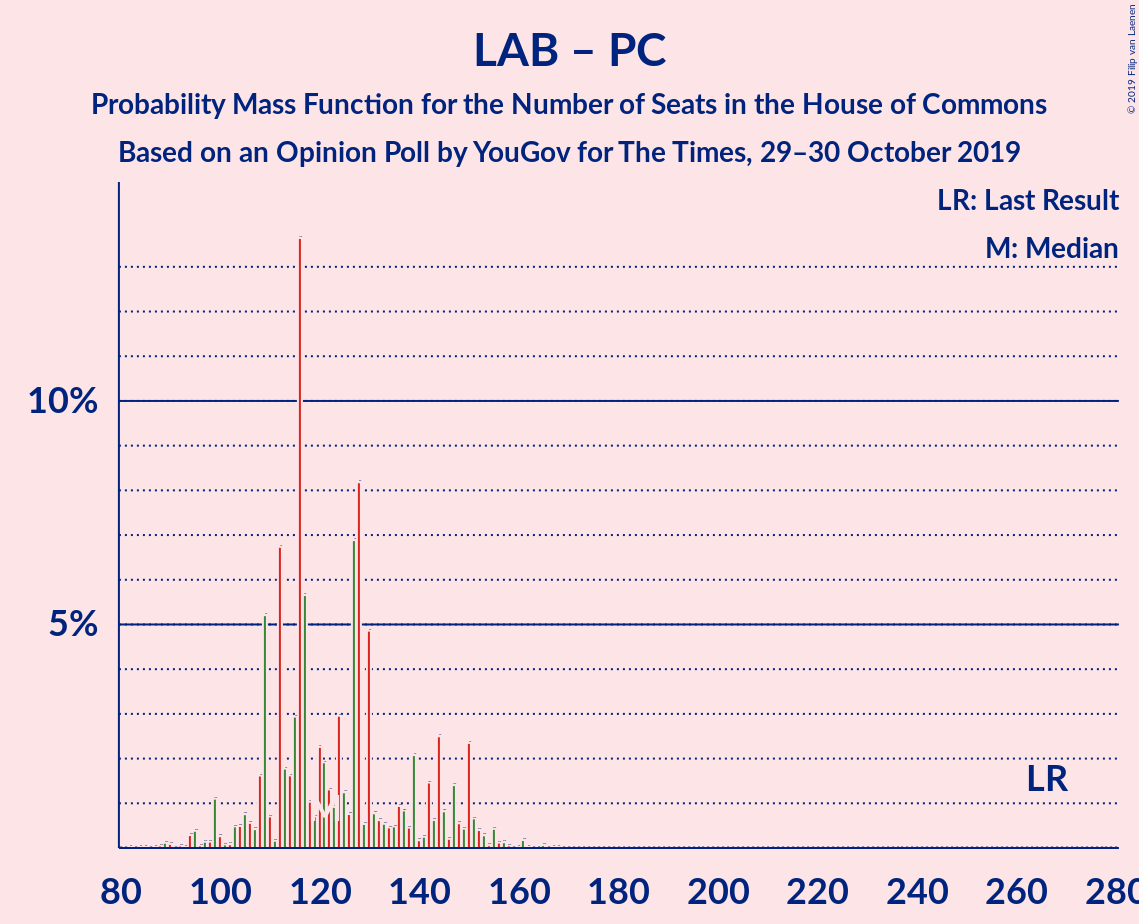 LAB – PC
Probability Mass Function for the Number of Seats in the House of Commons
Based on an Opinion Poll by YouGov for The Times, 29–30 October 2019
© 2019 Filip van Laenen
LR: Last Result
M: Median
10%
5%
LR
80 100 120 140 160 180 200 220 240 260 280